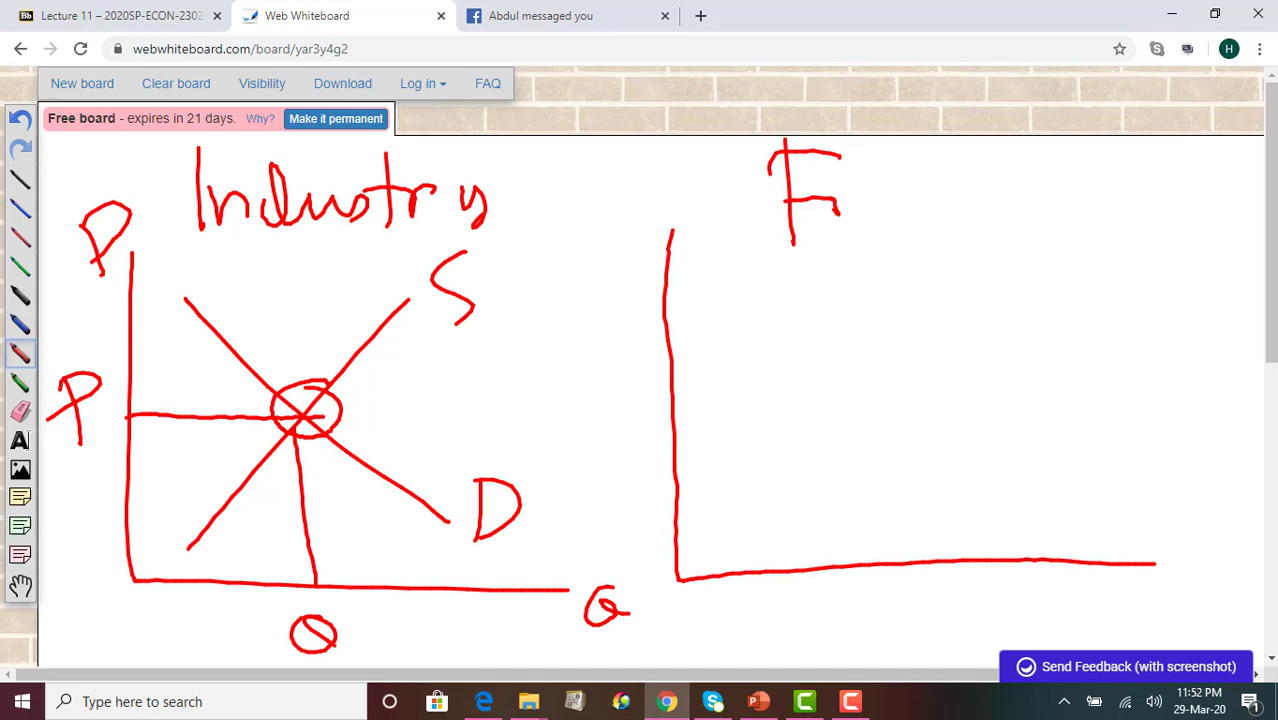 Lecture 11 – 2020SP-ECON-2302
Web Whiteboard
Abdul messaged you
webwhiteboard.com/board/yar3y4g2
H
New board Clear board Visibility Download Log in FAQ
Free board - expires in 21 days. Why? Make it permanent
Industry
F
P
S
P
D
Q
Q
A
Send Feedback (with screenshot)
Type here to search
11:52 PM
29-Mar-20